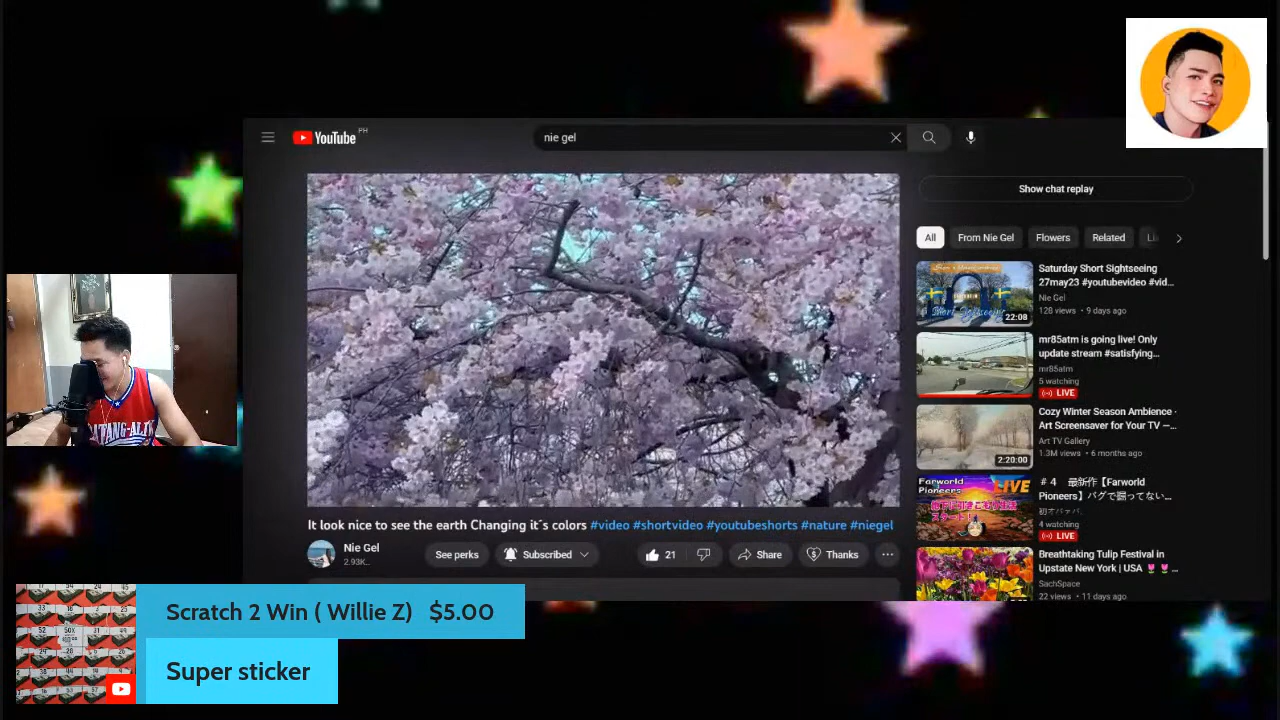 YouTube PH
nie gel
Show chat replay
All
From Nie Gel
Flowers
Related
Saturday Short Sightseeing
27may23 #youtubevideo #vid...
Nie Gel
128 views • 9 days ago
22:08
mr85atm is going live! Only
update stream #satisfying...
mr85atm
5 watching
LIVE
Cozy Winter Season Ambience ·
Art Screensaver for Your TV —...
Art TV Gallery
1.3M views • 6 months ago
2:20:00
Farworld
Pioneers
LIVE
#４ 最新作【Farworld
Pioneers】バグで掘ってない...
4 watching
LIVE
Breathtaking Tulip Festival in
Upstate New York | USA 🌷🌷...
SachSpace
22 views • 11 days ago
It look nice to see the earth Changing it´s colors #video #shortvideo #youtubeshorts #nature #niegel
Nie Gel
2.93K..
See perks
Subscribed
21
Share
Thanks
Scratch 2 Win ( Willie Z) $5.00
Super sticker